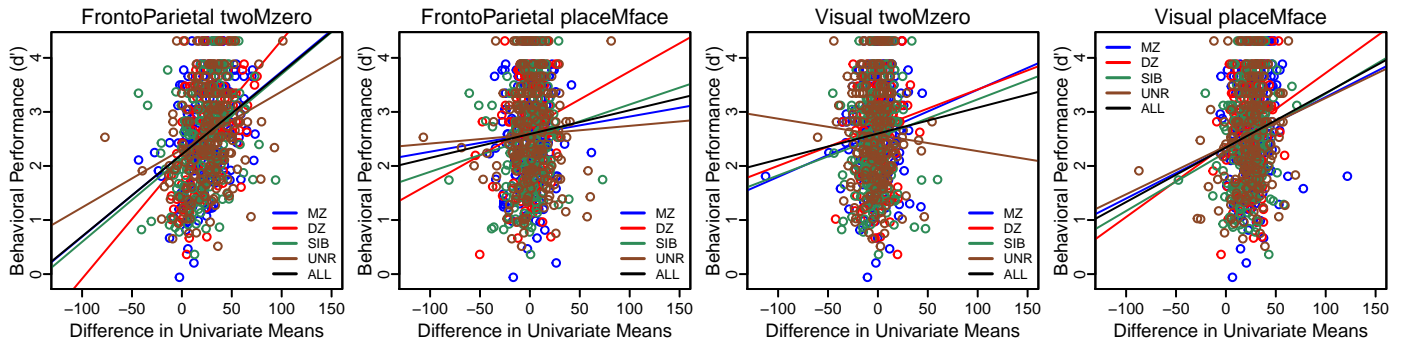 FrontoParietal twoMzero
Behavioral Performance (d')
4
3
2
1
0
−100 −50 0 50 100 150
Difference in Univariate Means
MZ
DZ
SIB
UNR
ALL
FrontoParietal placeMface
Behavioral Performance (d')
4
3
2
1
0
−100 −50 0 50 100 150
Difference in Univariate Means
MZ
DZ
SIB
UNR
ALL
Visual twoMzero
Behavioral Performance (d')
4
3
2
1
0
−100 −50 0 50 100 150
Difference in Univariate Means
MZ
DZ
SIB
UNR
ALL
Visual placeMface
Behavioral Performance (d')
4
3
2
1
0
−100 −50 0 50 100 150
Difference in Univariate Means
MZ
DZ
SIB
UNR
ALL